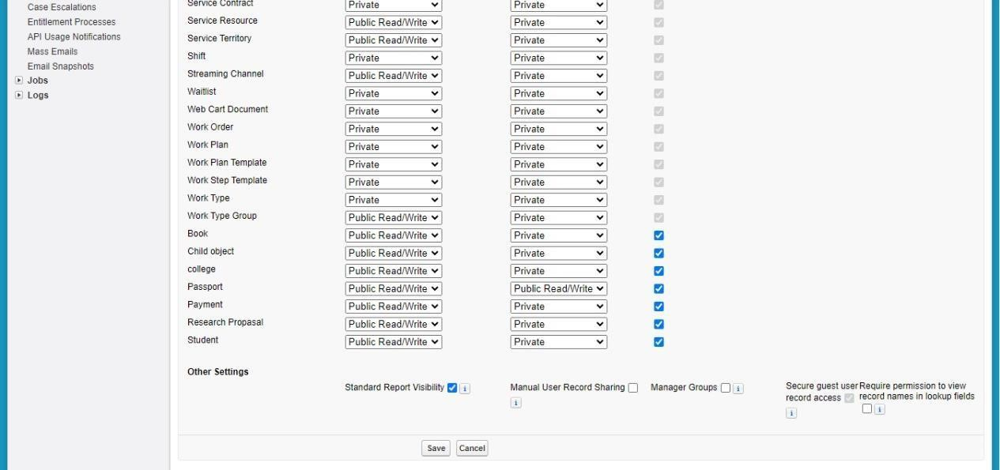 Case Escalations
Entitlement Processes
API Usage Notifications
Mass Emails
Email Snapshots
Jobs
Logs
Service Contract Private Private
Service Resource Public Read/Write Private
Service Territory Public Read/Write Private
Shift Private Private
Streaming Channel Public Read/Write Private
Waitlist Private Private
Web Cart Document Private Private
Work Order Private Private
Work Plan Private Private
Work Plan Template Private Private
Work Step Template Private Private
Work Type Private Private
Work Type Group Public Read/Write Private
Book Public Read/Write Private
Child object Public Read/Write Private
college Public Read/Write Private
Passport Public Read/Write Public Read/Write
Payment Public Read/Write Private
Research Propasal Public Read/Write Private
Student Public Read/Write Private
Other Settings
Standard Report Visibility i Manual User Record Sharing i Manager Groups i
Secure guest user record access i
Require permission to view record names in lookup fields i
Save Cancel